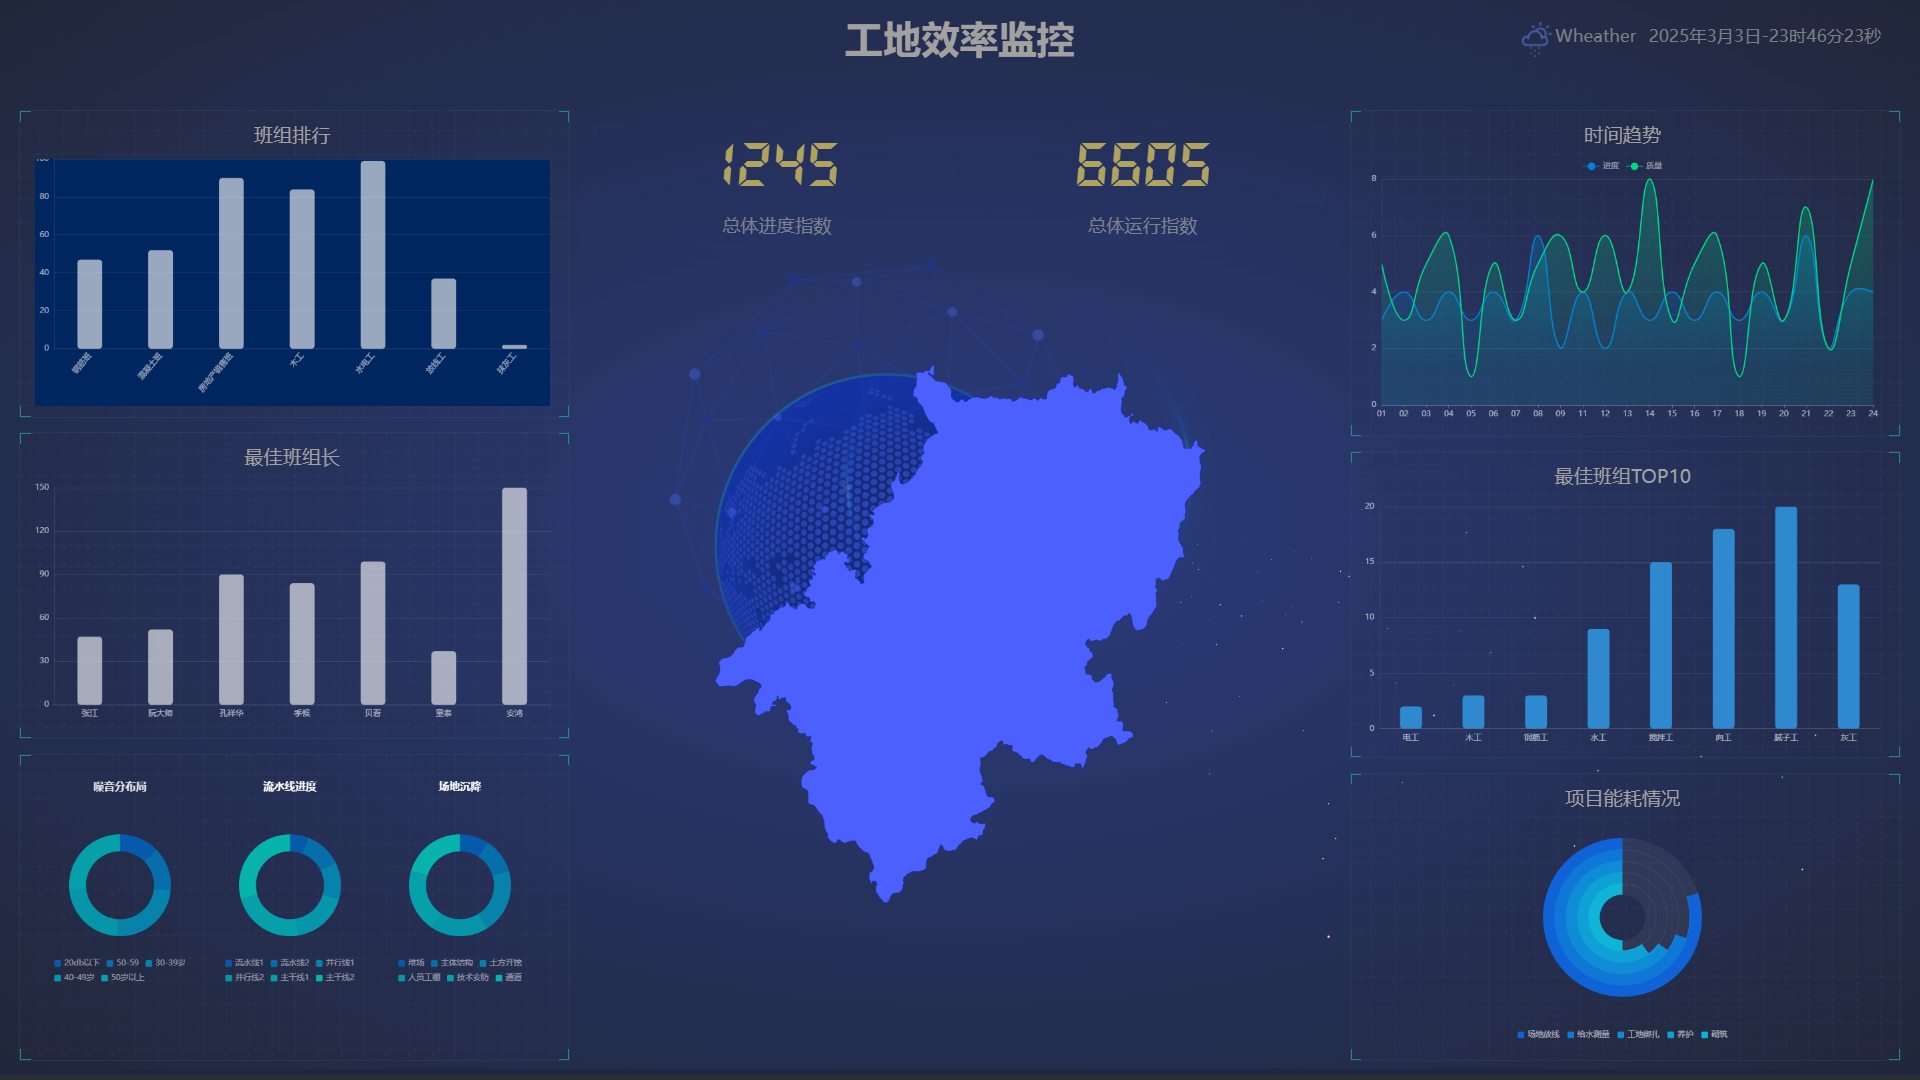 工地效率监控
Wheather 2025年3月3日-23时46分23秒
班组排行
100
80
60
40
20
0
钢筋班
混凝土班
房地产销售班
木工
水电工
放线工
抹灰工
最佳班组长
150
120
90
60
30
0
张江 阮大师 孔祥华 季候 贝若 童泰 安鸿
噪音分布局 流水线进度 场地沉降
20db以下 50-59 30-39岁
40-49岁 50岁以上
流水线1 流水线2 并行线1
并行线2 主干线1 主干线2
堆场 主体结构 土方开挖
人员工棚 技术安防 通道
1245
总体进度指数
6605
总体运行指数
时间趋势
进度 质量
8
6
4
2
0
01 02 03 04 05 06 07 08 09 11 12 13 14 15 16 17 18 19 20 21 22 23 24
最佳班组TOP10
20
15
10
5
0
电工 木工 钢筋工 水工 搅拌工 向工 腻子工 灰工
项目能耗情况
场地放线 给水测量 工地绑扎 养护 砌筑